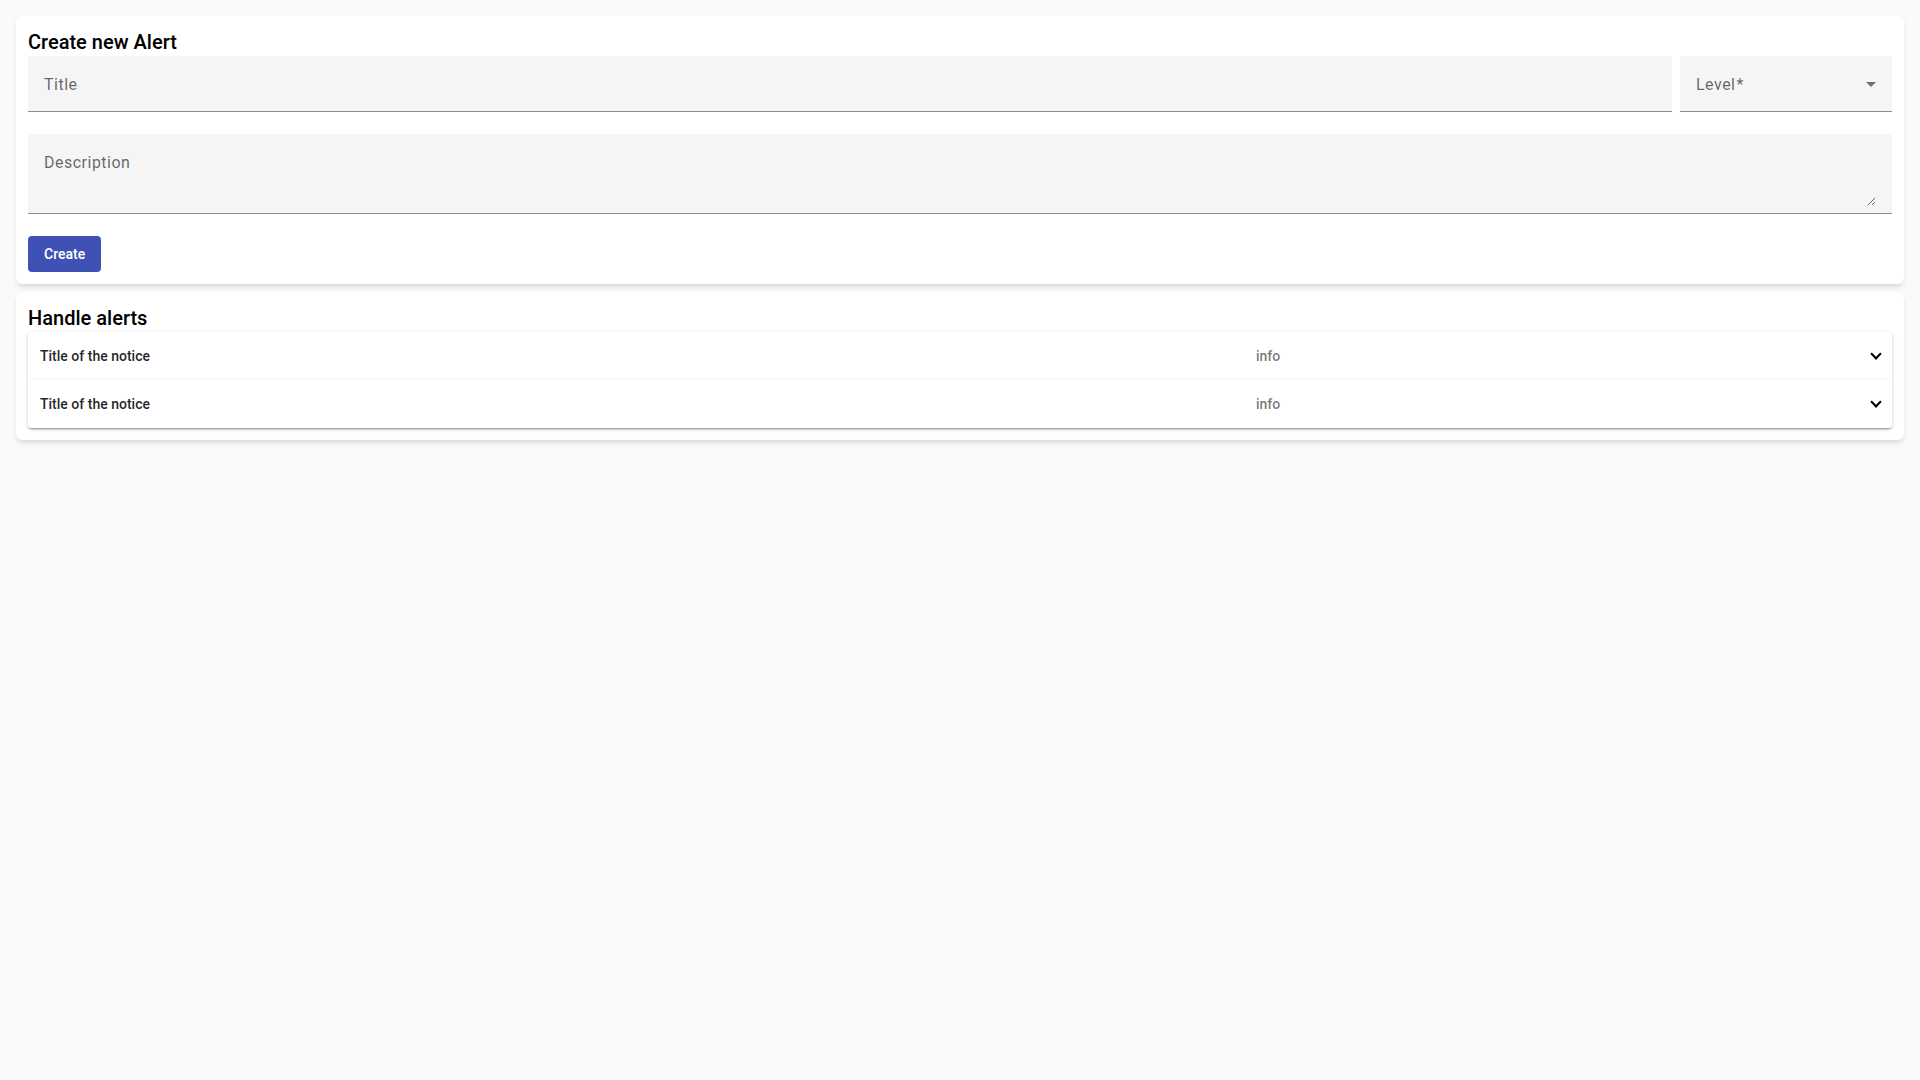 Create new Alert
Title
Level*
Description
Create
Handle alerts
Title of the notice info
Title of the notice info